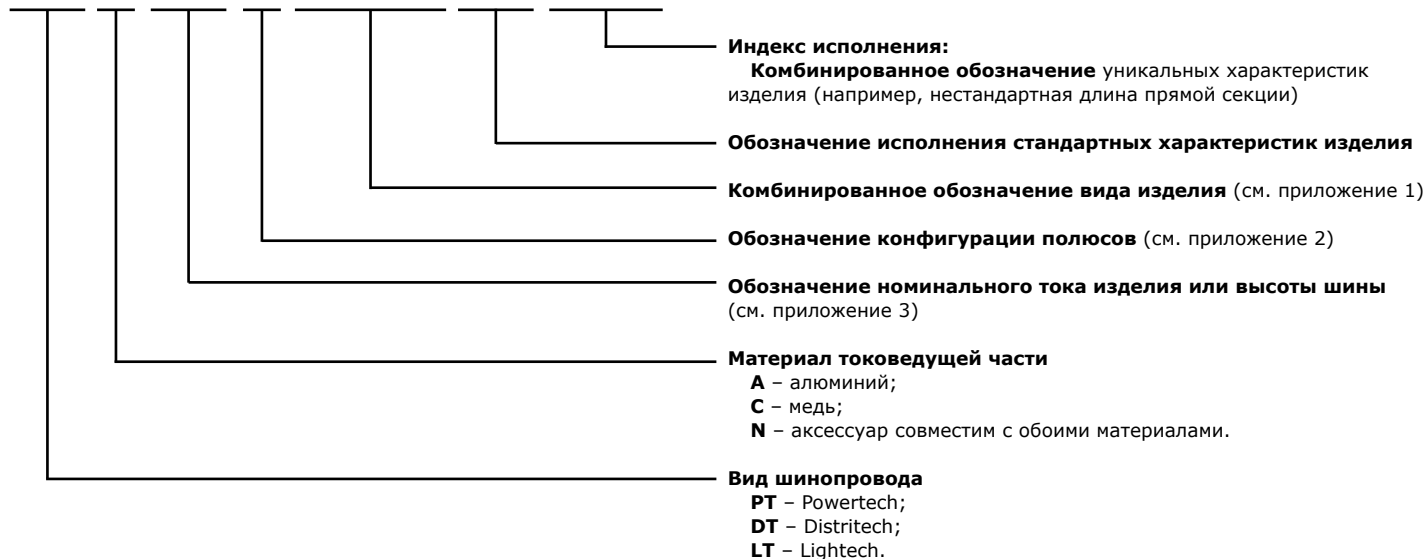 Индекс исполнения:
Комбинированное обозначение уникальных характеристик
изделия (например, нестандартная длина прямой секции)
Обозначение исполнения стандартных характеристик изделия
Комбинированное обозначение вида изделия (см. приложение 1)
Обозначение конфигурации полюсов (см. приложение 2)
Обозначение номинального тока изделия или высоты шины
(см. приложение 3)
Материал токоведущей части
A – алюминий;
C – медь;
N – аксессуар совместим с обоими материалами.
Вид шинопровода
PT – Powertech;
DT – Distritech;
LT – Lightech.